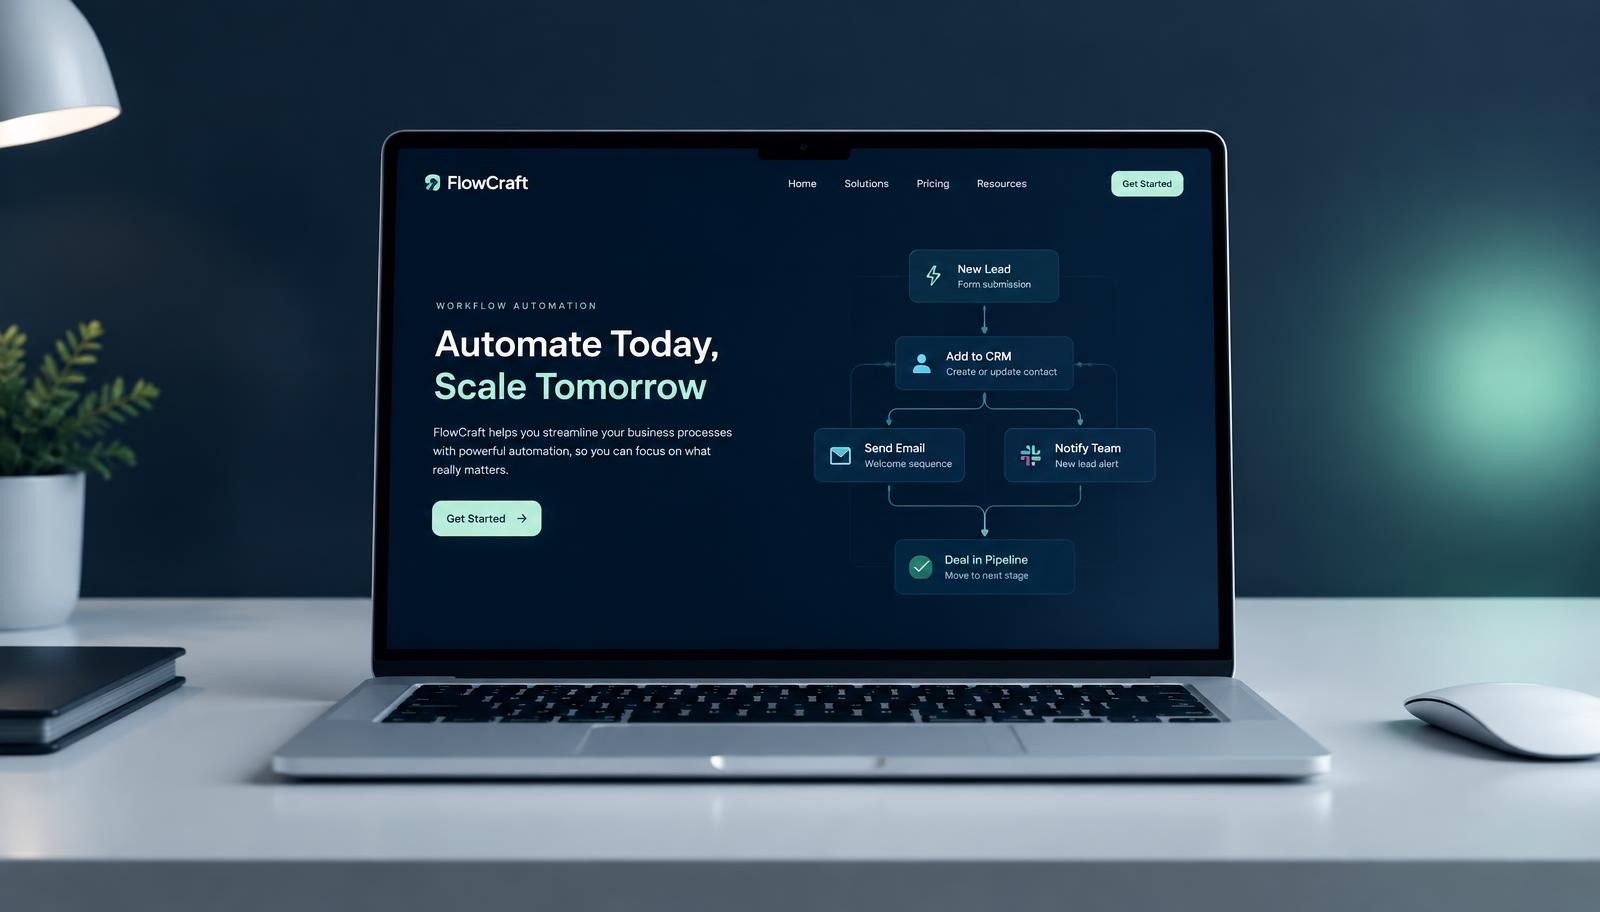 FlowCraft
Home
Solutions
Pricing
Resources
Get Started
WORKFLOW AUTOMATION
Automate Today,
Scale Tomorrow
FlowCraft helps you streamline your business processes
with powerful automation, so you can focus on what
really matters.
Get Started
New Lead
Form submission
Add to CRM
Create or update contact
Send Email
Welcome sequence
Notify Team
New lead alert
Deal in Pipeline
Move to next stage